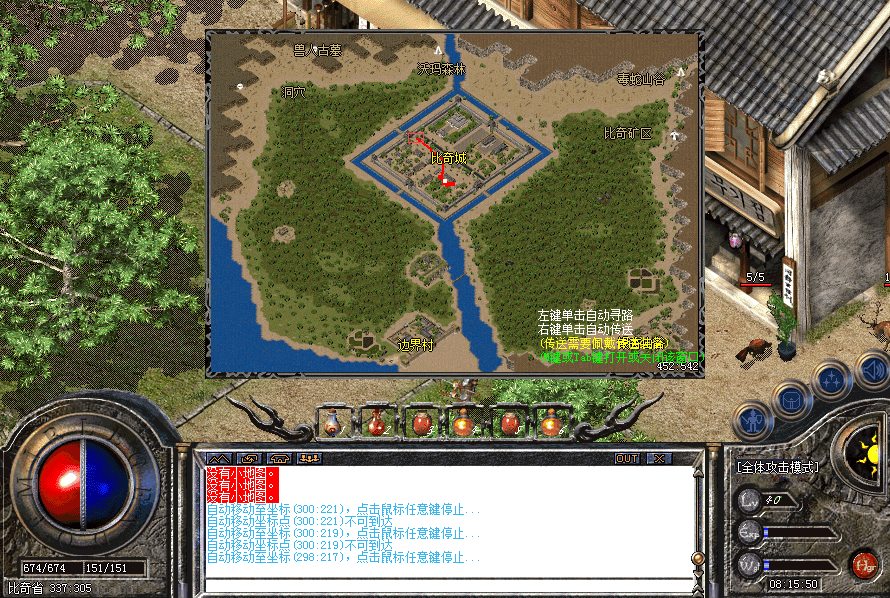 兽人古墓
沃玛森林
毒蛇山谷
洞穴
比奇矿区
比奇城
5/5
左键单击自动寻路
右键单击自动传送
边界村
452:542
OUT
没有小地图。
没有小地图。
没有小地图。
自动移动至坐标(300:221)，点击鼠标任意键停止...
自动移动坐标点(300:221)不可到达
自动移动至坐标(300:219)，点击鼠标任意键停止...
自动移动坐标点(300:219)不可到达
自动移动至坐标(298:217)，点击鼠标任意键停止...
[全体攻击模式]
Lv 40
Exp
W
Hgr
674/674 151/151
比奇省 337:305
08:15:50